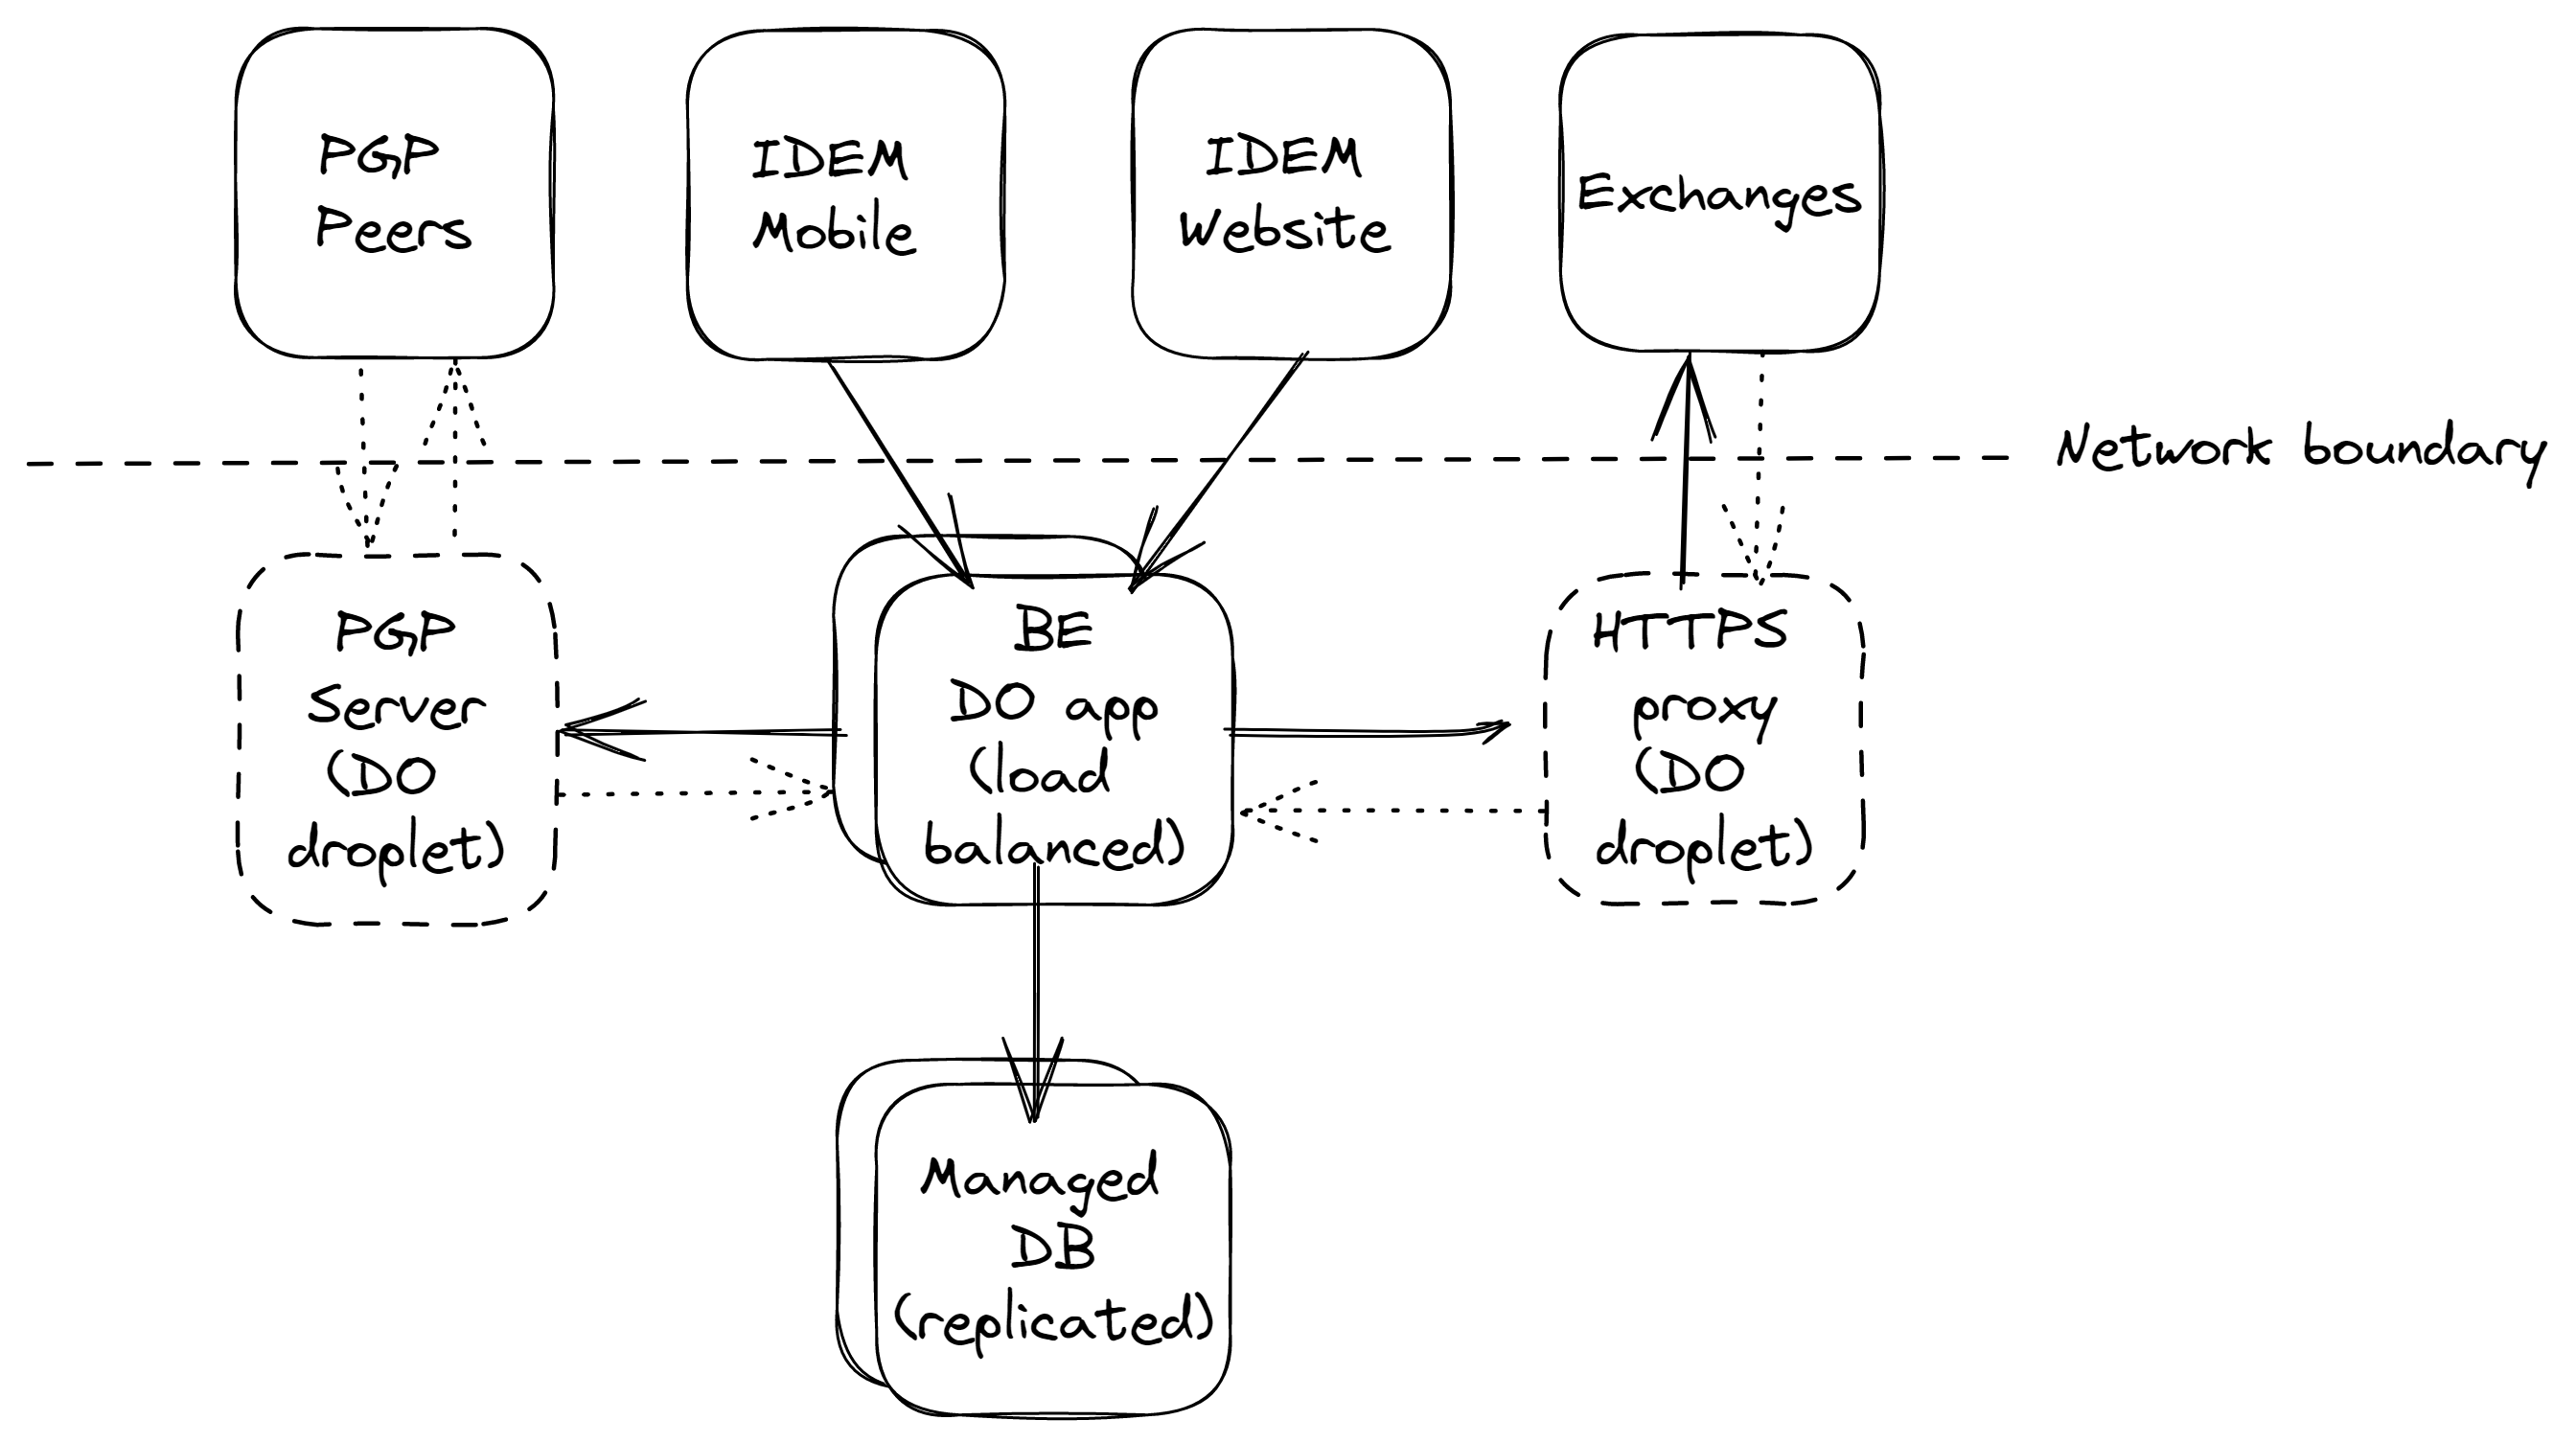 PGP
Peers
IDEM
Mobile
IDEM
Website
Exchanges
Network boundary
PGP
Server
(DO
droplet)
BE
DO app
(load
balanced)
HTTPS
proxy
(DO
droplet)
Managed
DB
(replicated)